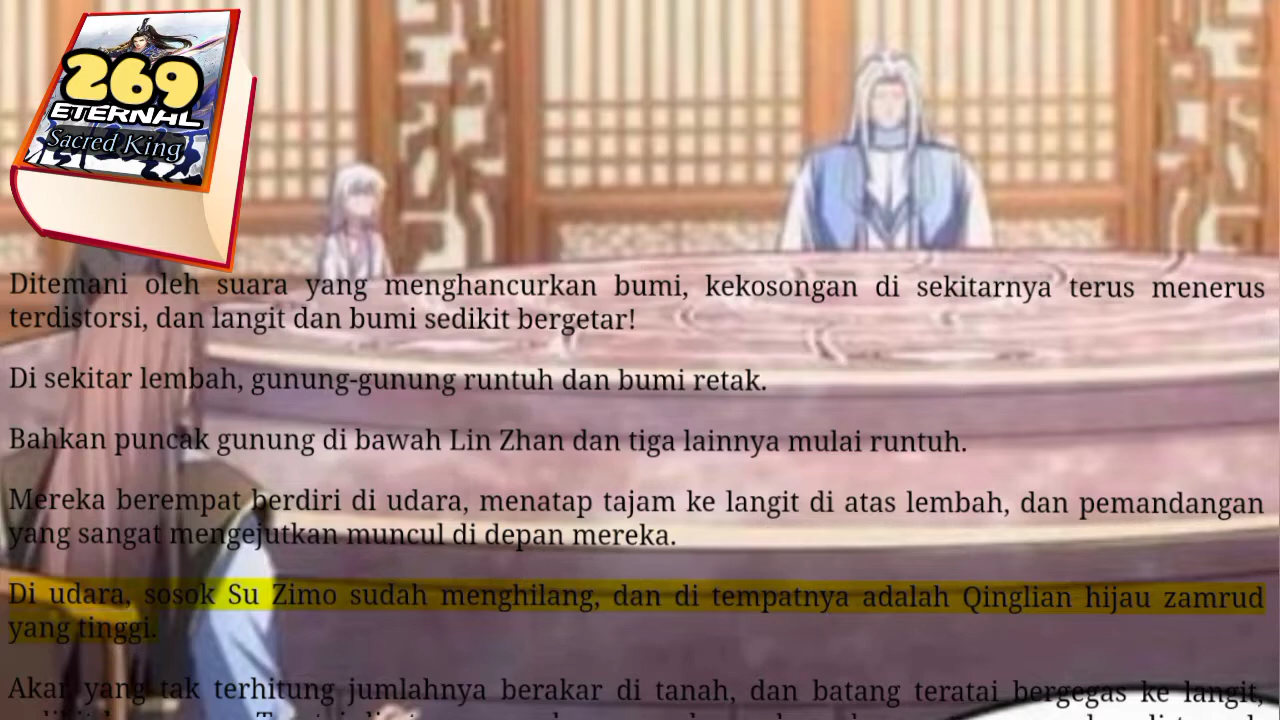 269
ETERNAL
Sacred King
Ditemani oleh suara yang menghancurkan bumi, kekosongan di sekitarnya terus menerus
terdistorsi, dan langit dan bumi sedikit bergetar!
Di sekitar lembah, gunung-gunung runtuh dan bumi retak.
Bahkan puncak gunung di bawah Lin Zhan dan tiga lainnya mulai runtuh.
Mereka berempat berdiri di udara, menatap tajam ke langit di atas lembah, dan pemandangan
yang sangat mengejutkan muncul di depan mereka.
Di udara, sosok Su Zimo sudah menghilang, dan di tempatnya adalah Qinglian hijau zamrud
yang tinggi.
Akar yang tak terhitung jumlahnya berakar di tanah, dan batang teratai bergegas ke langit,